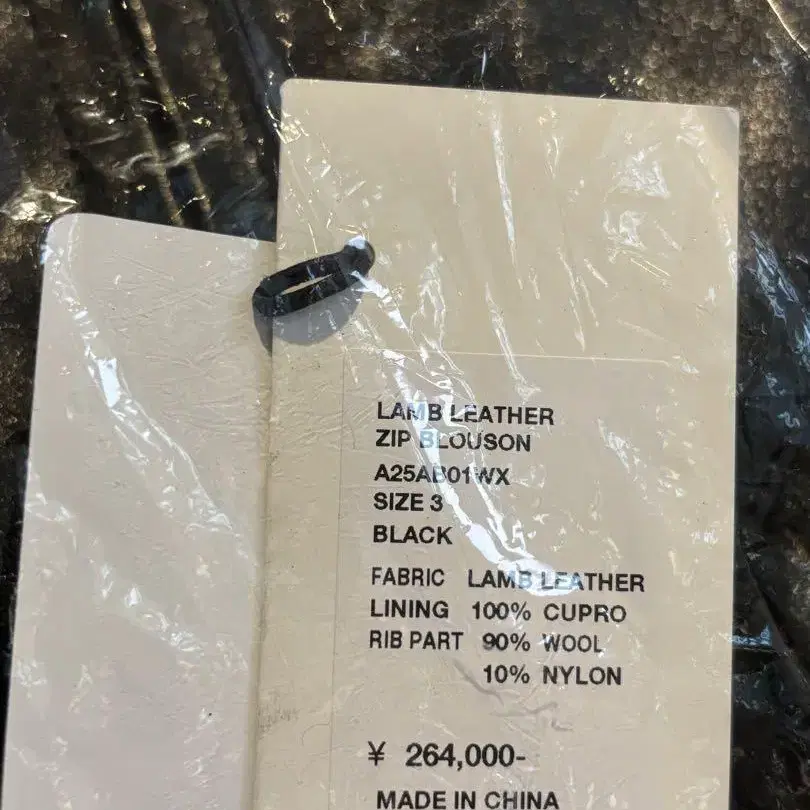 LAMB LEATHER
ZIP BLOUSON
A25AB01WX
SIZE 3
BLACK
FABRIC LAMB LEATHER
LINING 100% CUPRO
RIB PART 90% WOOL
10% NYLON
¥ 264,000-
MADE IN CHINA